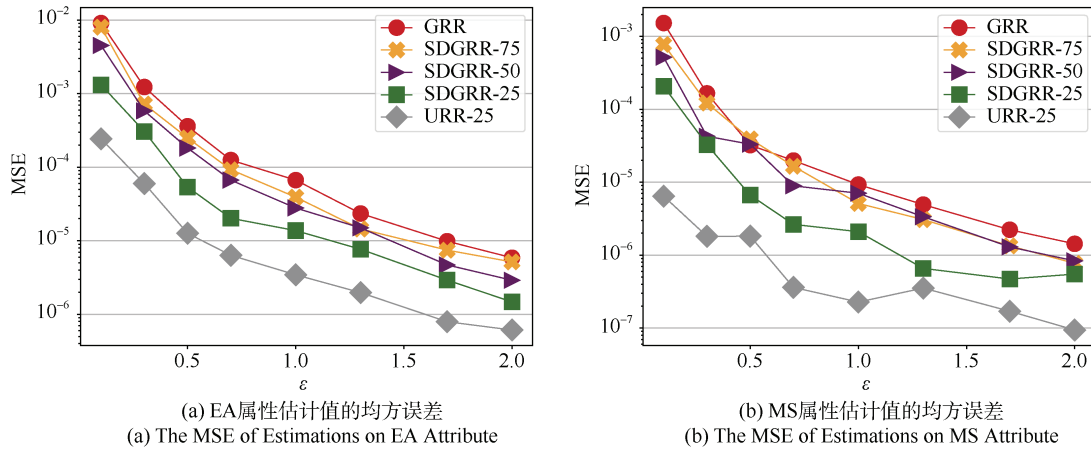 10⁻²
10⁻³
10⁻⁴
10⁻⁵
10⁻⁶
MSE
GRR
SDGRR-75
SDGRR-50
SDGRR-25
URR-25
0.5
1.0
1.5
2.0
ε
(a) EA属性估计值的均方误差
(a) The MSE of Estimations on EA Attribute
10⁻³
10⁻⁴
10⁻⁵
10⁻⁶
10⁻⁷
MSE
GRR
SDGRR-75
SDGRR-50
SDGRR-25
URR-25
0.5
1.0
1.5
2.0
ε
(b) MS属性估计值的均方误差
(b) The MSE of Estimations on MS Attribute